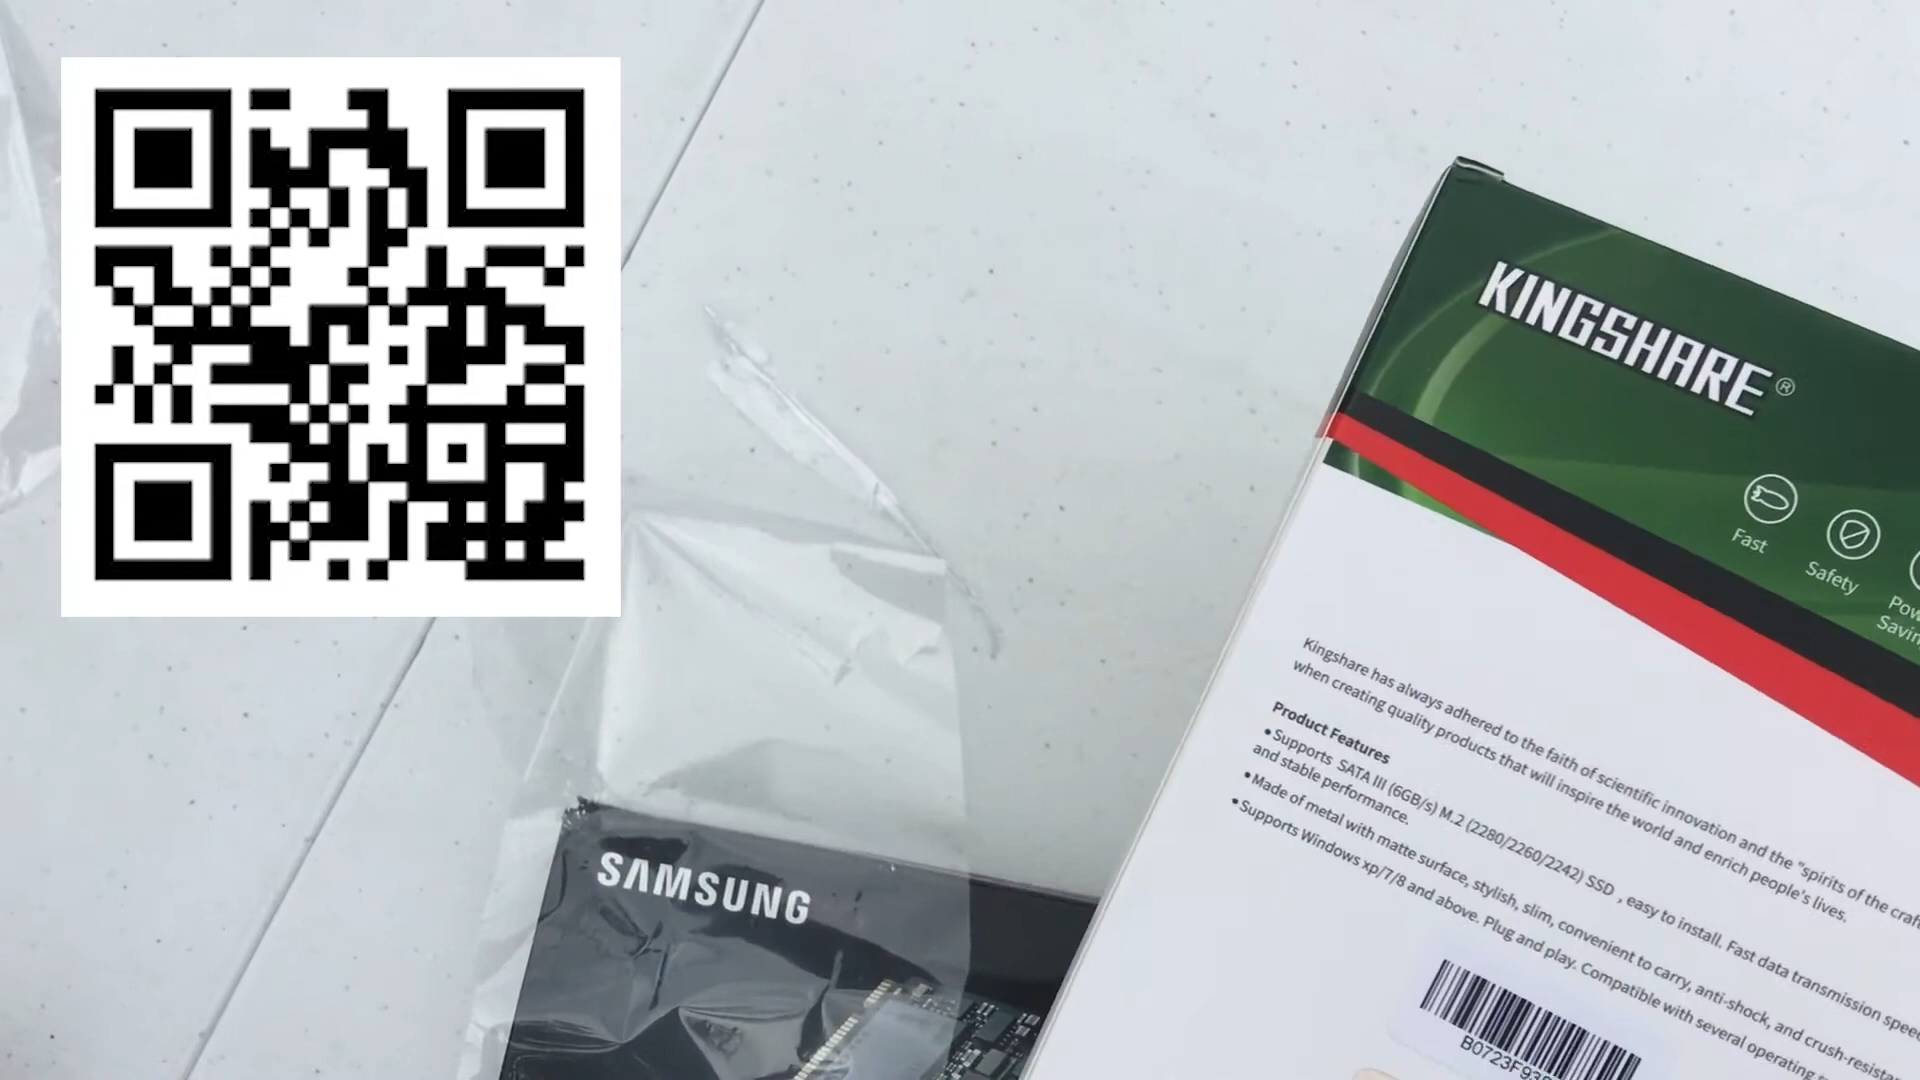 KINGSHARE®
Fast
Safety
Kingshare has always adhered to the faith of scientific innovation and the "spirits of the
when creating quality products that will inspire the world and enrich people's lives.
Product Features
•Supports SATA III (6GB/s) M.2 (2280/2260/2242) SSD , easy to install. Fast data transmission
and stable performance.
•Made of metal with matte surface, stylish, slim, convenient to carry, anti-shock, and
•Supports Windows xp/7/8 and above. Plug and play. Compatible with several operating
SAMSUNG